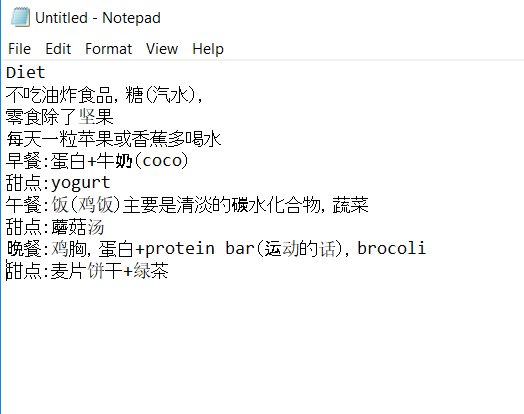 Untitled - Notepad
File Edit Format View Help
Diet
不吃油炸食品, 糖(汽水),
零食除了坚果
每天一粒苹果或香蕉多喝水
早餐:蛋白+牛奶(coco)
甜点:yogurt
午餐:饭(鸡饭)主要是清淡的碳水化合物, 蔬菜
甜点:蘑菇汤
晚餐:鸡胸, 蛋白+protein bar(运动的话), brocoli
甜点:麦片饼干+绿茶